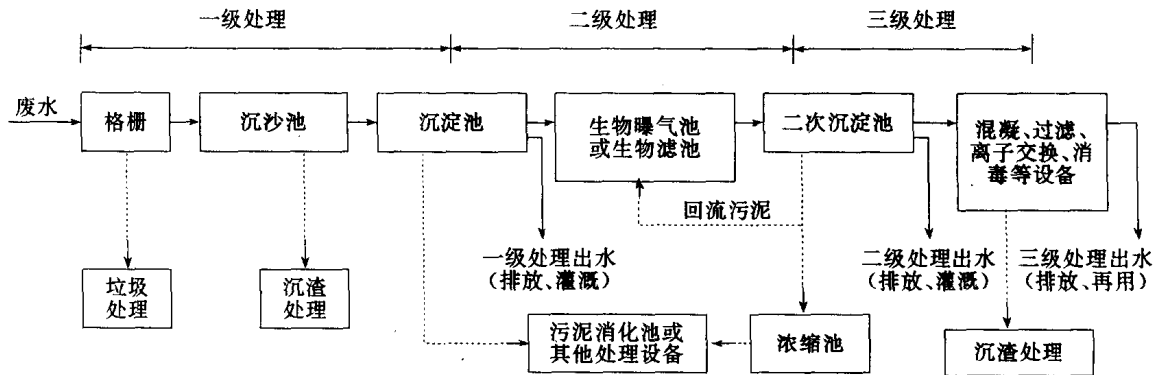 一级处理
二级处理
三级处理
废水
格栅
沉沙池
沉淀池
生物曝气池
或生物滤池
二次沉淀池
混凝、过滤、
离子交换、消
毒等设备
回流污泥
一级处理出水
（排放、灌溉）
二级处理出水
（排放、灌溉）
三级处理出水
（排放、再用）
垃圾
处理
沉渣
处理
污泥消化池或
其他处理设备
浓缩池
沉渣处理